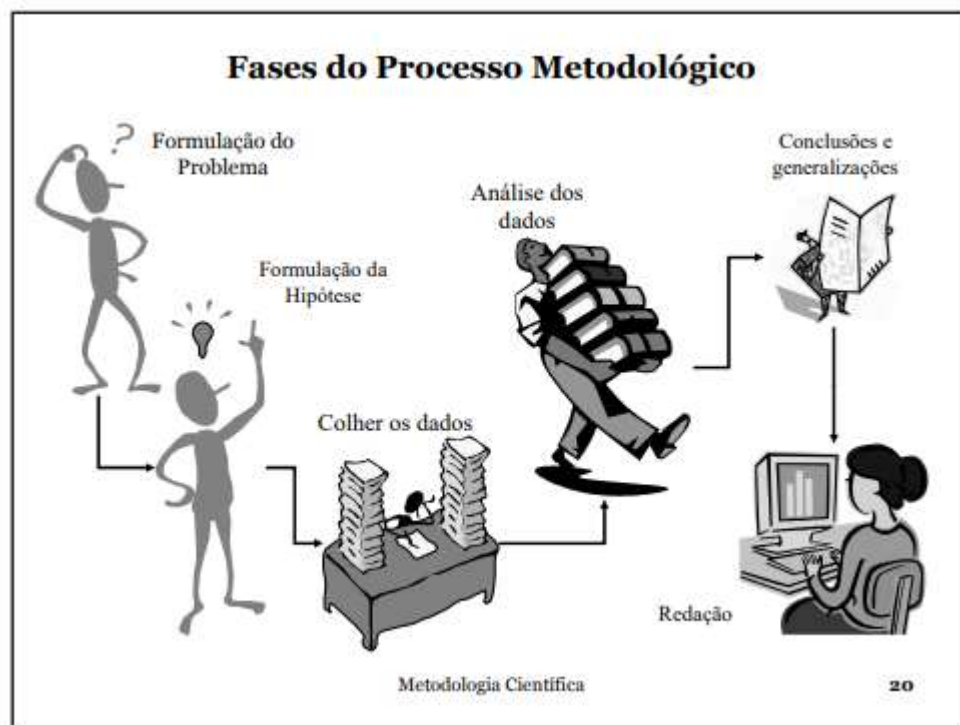 Fases do Processo Metodológico
?
Formulação do
Problema
Formulação da
Hipótese
Colher os dados
Análise dos
dados
Conclusões e
generalizações
Redação
Metodologia Científica
20